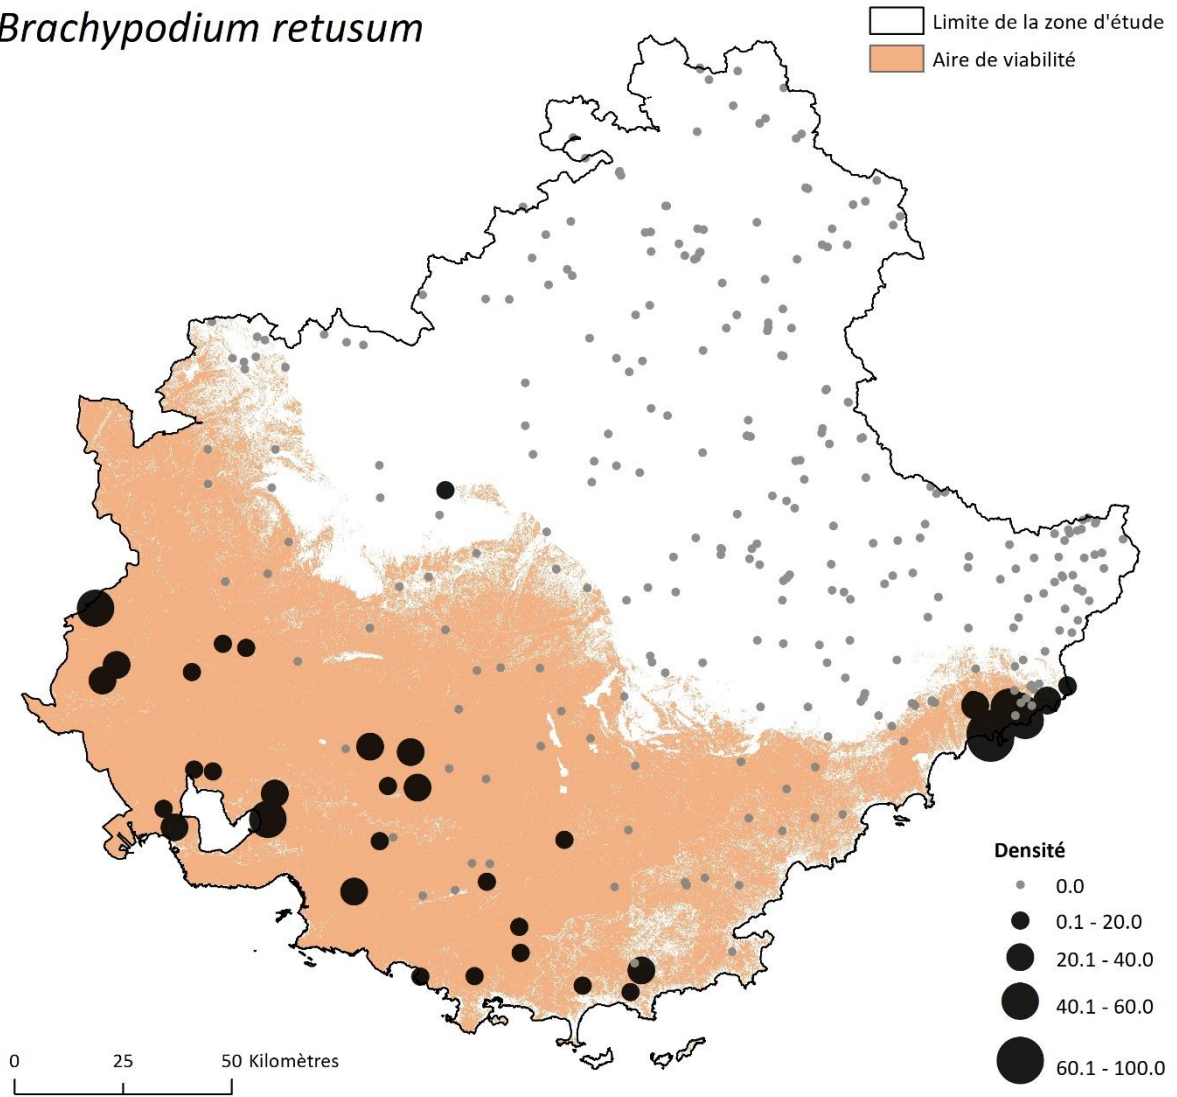 Brachypodium retusum
Limite de la zone d'étude
Aire de viabilité
Densité
0.0
0.1 - 20.0
20.1 - 40.0
40.1 - 60.0
60.1 - 100.0
0 25 50 Kilomètres